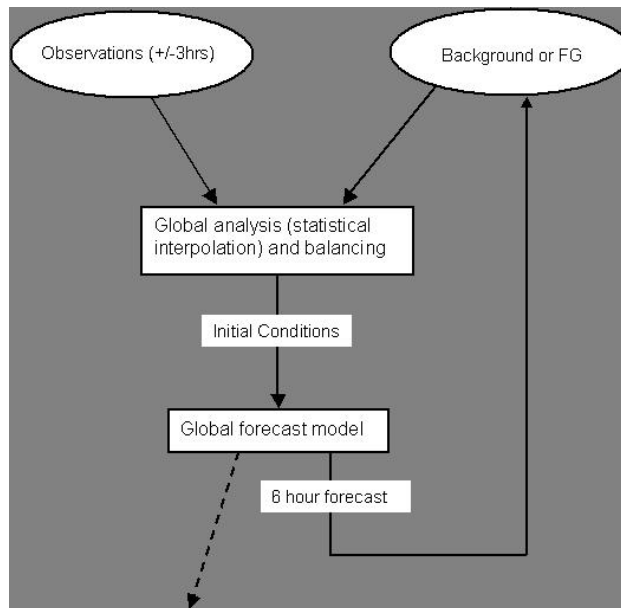 Observations (+/-3hrs)
Background or FG
Global analysis (statistical
interpolation) and balancing
Initial Conditions
Global forecast model
6 hour forecast